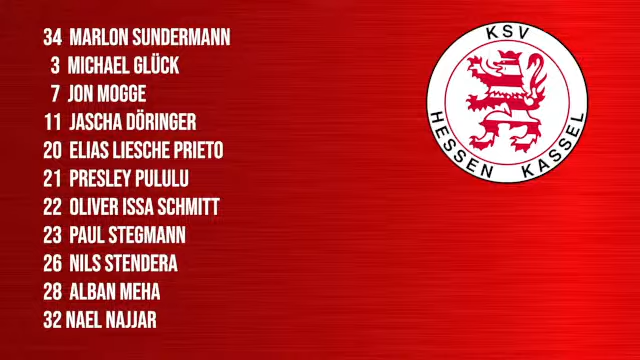 34 MARLON SUNDERMANN
3 MICHAEL GLÜCK
7 JON MOGGE
11 JASCHA DÖRINGER
20 ELIAS LIESCHE PRIETO
21 PRESLEY PULULU
22 OLIVER ISSA SCHMITT
23 PAUL STEGMANN
26 NILS STENDERA
28 ALBAN MEHA
32 NAEL NAJJAR
KSV
HESSEN KASSEL